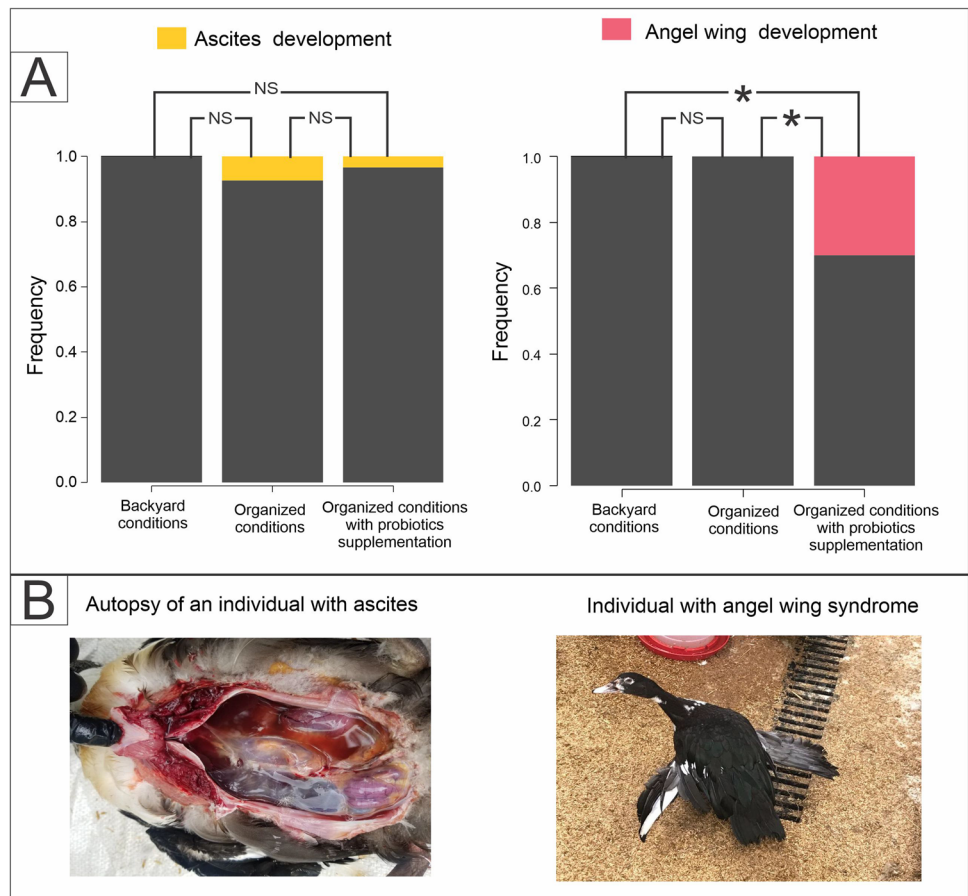 A
Ascites development
NS
NS
NS
Frequency
1.0
0.8
0.6
0.4
0.2
0.0
Backyard
conditions
Organized
conditions
Organized conditions
with probiotics
supplementation
Angel wing development
*
NS
*
Frequency
1.0
0.8
0.6
0.4
0.2
0.0
Backyard
conditions
Organized
conditions
Organized conditions
with probiotics
supplementation
B
Autopsy of an individual with ascites
Individual with angel wing syndrome